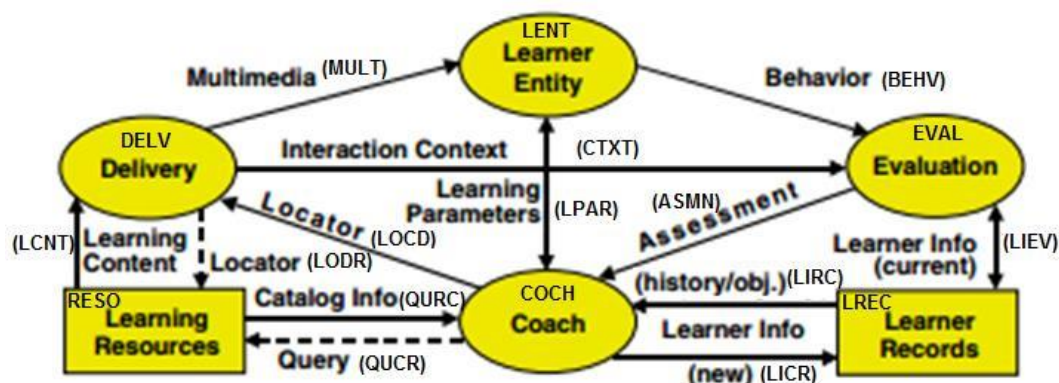 LENT
Learner
Entity
Multimedia (MULT)
Behavior (BEHV)
DELV
Delivery
EVAL
Evaluation
Interaction Context (CTXT)
Learning
Parameters (LPAR)
Locator (LOCD)
(ASMN)
Assessment
(LCNT)
Learning
Content
Locator (LODR)
Learner Info
(current)
(LIEV)
RESO
Learning
Resources
Catalog Info (QURC)
Query (QUCR)
COCH
Coach
(history/obj.) (LIRC)
Learner Info
(new) (LICR)
LREC
Learner
Records